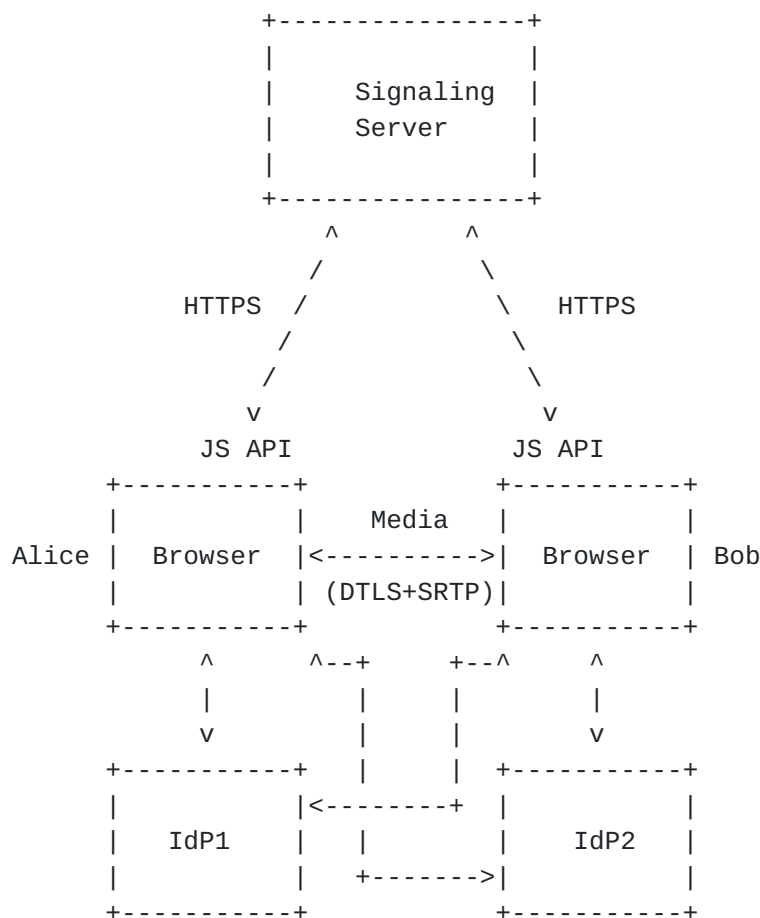 Signaling
Server
HTTPS HTTPS
JS API JS API
Media
Alice Browser Browser Bob
(DTLS+SRTP)
IdP1 IdP2